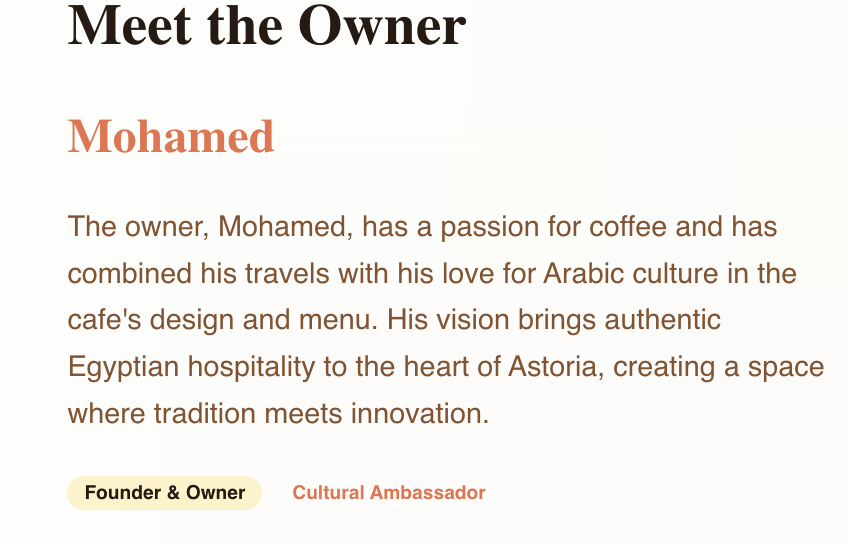 Meet the Owner
Mohamed
The owner, Mohamed, has a passion for coffee and has
combined his travels with his love for Arabic culture in the
cafe's design and menu. His vision brings authentic
Egyptian hospitality to the heart of Astoria, creating a space
where tradition meets innovation.
Founder & Owner Cultural Ambassador